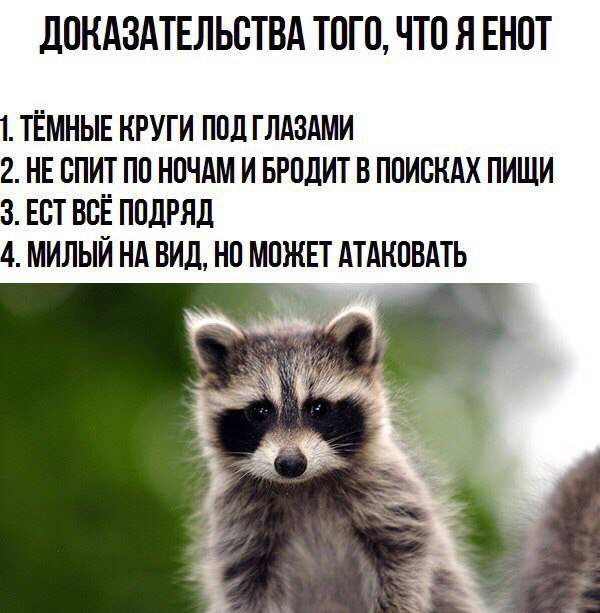 ДОКАЗАТЕЛЬСТВА ТОГО, ЧТО Я ЕНОТ
1. ТЁМНЫЕ КРУГИ ПОД ГЛАЗАМИ
2. НЕ СПИТ ПО НОЧАМ И БРОДИТ В ПОИСКАХ ПИЩИ
3. ЕСТ ВСЁ ПОДРЯД
4. МИЛЫЙ НА ВИД, НО МОЖЕТ АТАКОВАТЬ